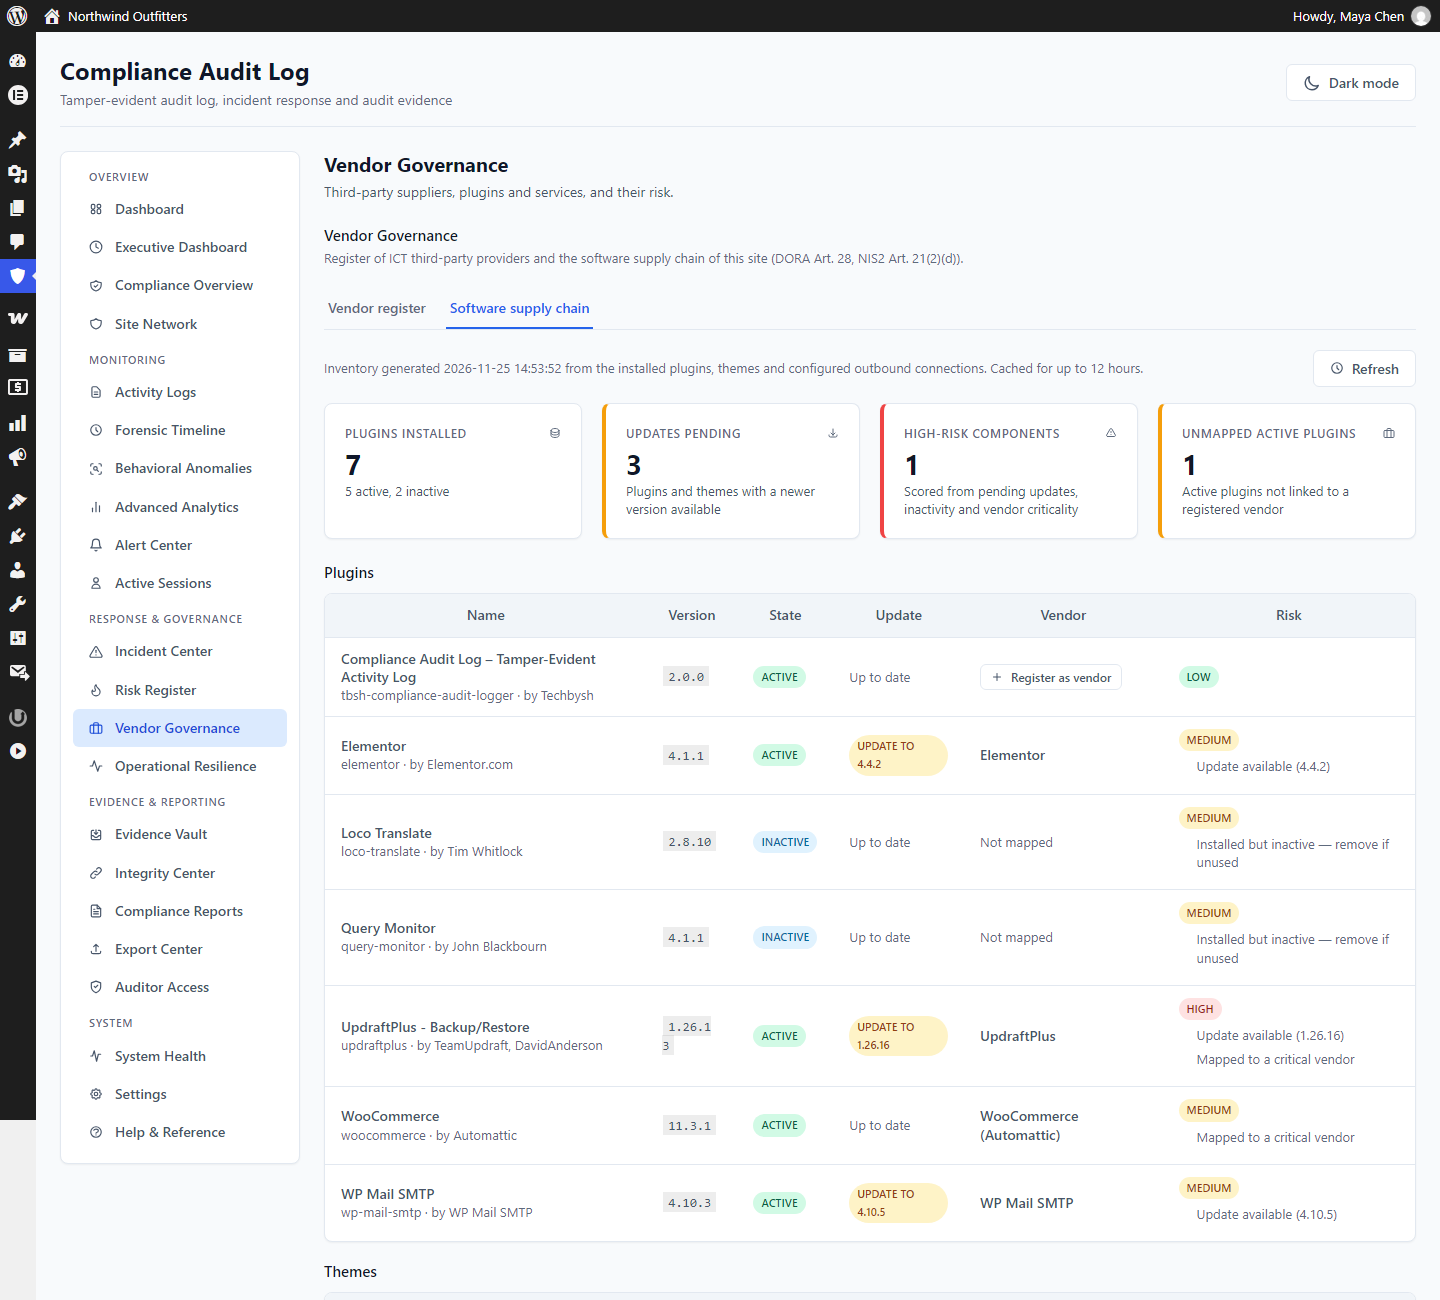 Northwind Outfitters
Howdy, Maya Chen
Compliance Audit Log
Tamper-evident audit log, incident response and audit evidence
Dark mode
OVERVIEW
Dashboard
Executive Dashboard
Compliance Overview
Site Network
MONITORING
Activity Logs
Forensic Timeline
Behavioral Anomalies
Advanced Analytics
Alert Center
Active Sessions
RESPONSE & GOVERNANCE
Incident Center
Risk Register
Vendor Governance
Operational Resilience
EVIDENCE & REPORTING
Evidence Vault
Integrity Center
Compliance Reports
Export Center
Auditor Access
SYSTEM
System Health
Settings
Help & Reference
Vendor Governance
Third-party suppliers, plugins and services, and their risk.
Vendor Governance
Register of ICT third-party providers and the software supply chain of this site (DORA Art. 28, NIS2 Art. 21(2)(d)).
Vendor register
Software supply chain
Inventory generated 2026-11-25 14:53:52 from the installed plugins, themes and configured outbound connections. Cached for up to 12 hours.
Refresh
PLUGINS INSTALLED
7
5 active, 2 inactive
UPDATES PENDING
3
Plugins and themes with a newer
version available
HIGH-RISK COMPONENTS
1
Scored from pending updates,
inactivity and vendor criticality
UNMAPPED ACTIVE PLUGINS
1
Active plugins not linked to a
registered vendor
Plugins
Name Version State Update Vendor Risk
Compliance Audit Log – Tamper-Evident
Activity Log
tbsh-compliance-audit-logger · by Techbysh
2.0.0
ACTIVE
Up to date
Register as vendor
LOW
Elementor
elementor · by Elementor.com
4.1.1
ACTIVE
UPDATE TO
4.4.2
Elementor
MEDIUM
Update available (4.4.2)
Loco Translate
loco-translate · by Tim Whitlock
2.8.10
INACTIVE
Up to date
Not mapped
MEDIUM
Installed but inactive — remove if
unused
Query Monitor
query-monitor · by John Blackbourn
4.1.1
INACTIVE
Up to date
Not mapped
MEDIUM
Installed but inactive — remove if
unused
UpdraftPlus - Backup/Restore
updraftplus · by TeamUpdraft, DavidAnderson
1.26.1
3
ACTIVE
UPDATE TO
1.26.16
UpdraftPlus
HIGH
Update available (1.26.16)
Mapped to a critical vendor
WooCommerce
woocommerce · by Automattic
11.3.1
ACTIVE
Up to date
WooCommerce
(Automattic)
MEDIUM
Mapped to a critical vendor
WP Mail SMTP
wp-mail-smtp · by WP Mail SMTP
4.10.3
ACTIVE
UPDATE TO
4.10.5
WP Mail SMTP
MEDIUM
Update available (4.10.5)
Themes